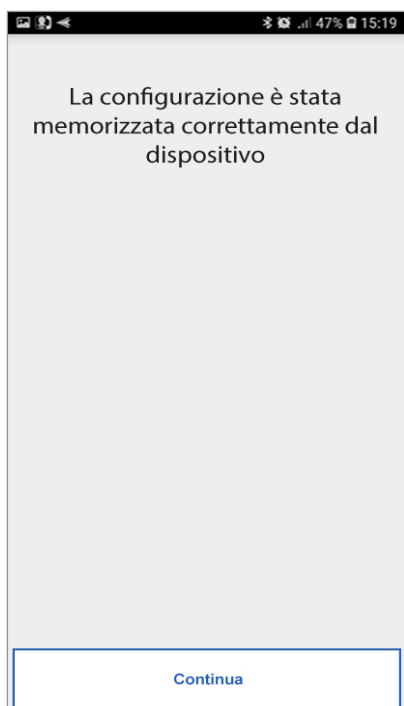 47% 15:19
La configurazione è stata
memorizzata correttamente dal
dispositivo
Continua